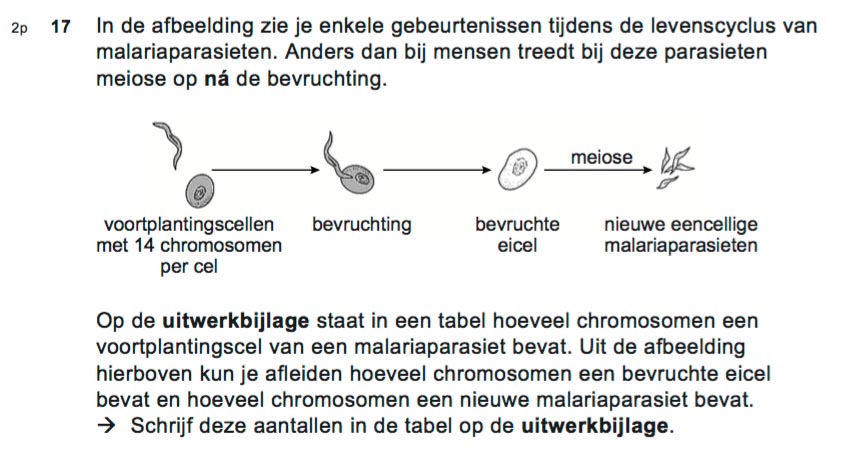 2p 17 In de afbeelding zie je enkele gebeurtenissen tijdens de levenscyclus van
malariaparasieten. Anders dan bij mensen treedt bij deze parasieten
meiose op ná de bevruchting.
meiose
voortplantingscellen
met 14 chromosomen
per cel
bevruchting
bevruchte
eicel
nieuwe eencellige
malariaparasieten
Op de uitwerkbijlage staat in een tabel hoeveel chromosomen een
voortplantingscel van een malariaparasiet bevat. Uit de afbeelding
hierboven kun je afleiden hoeveel chromosomen een bevruchte eicel
bevat en hoeveel chromosomen een nieuwe malariaparasiet bevat.
→ Schrijf deze aantallen in de tabel op de uitwerkbijlage.